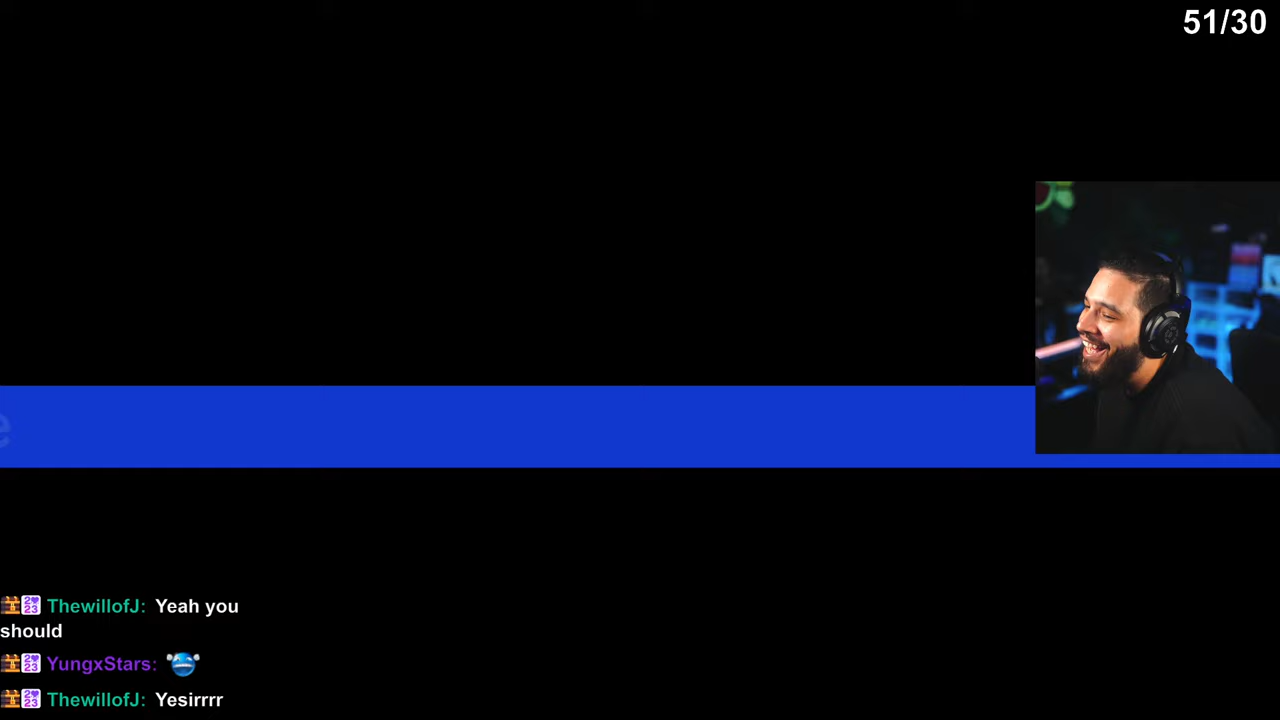 51/30
e
ThewillofJ: Yeah you
should
YungxStars:
ThewillofJ: Yesirrrr